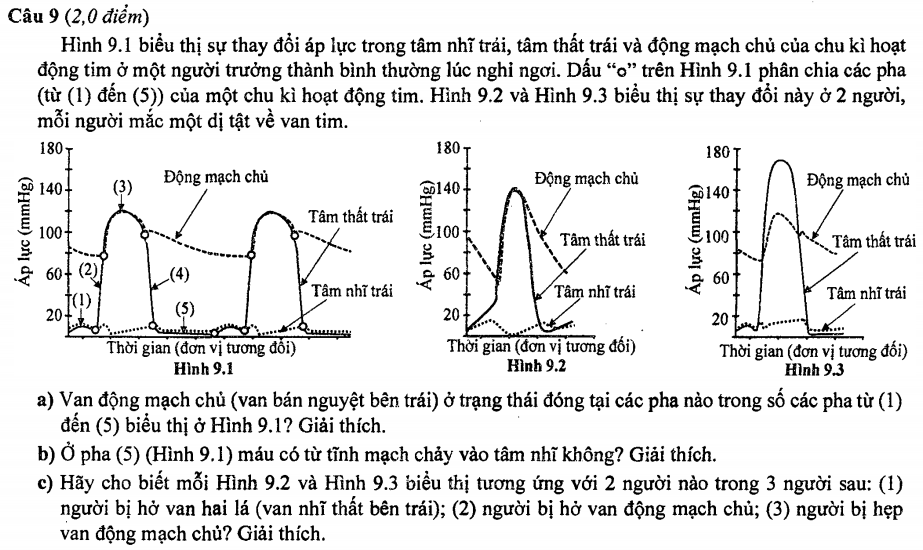 Câu 9 (2,0 điểm)
Hình 9.1 biểu thị sự thay đổi áp lực trong tâm nhĩ trái, tâm thất trái và động mạch chủ của chu kì hoạt
động tim ở một người trưởng thành bình thường lúc nghỉ ngơi. Dấu “o” trên Hình 9.1 phân chia các pha
(từ (1) đến (5)) của một chu kì hoạt động tim. Hình 9.2 và Hình 9.3 biểu thị sự thay đổi này ở 2 người,
mỗi người mắc một dị tật về van tim.
Áp lực (mmHg)
180
140
100
60
20
(1)
(2)
(3)
(4)
(5)
Động mạch chủ
Tâm thất trái
Tâm nhĩ trái
Thời gian (đơn vị tương đối)
Hình 9.1
Áp lực (mmHg)
180
140
100
60
20
Động mạch chủ
Tâm thất trái
Tâm nhĩ trái
Thời gian (đơn vị tương đối)
Hình 9.2
Áp lực (mmHg)
180
140
100
60
20
Động mạch chủ
Tâm thất trái
Tâm nhĩ trái
Thời gian (đơn vị tương đối)
Hình 9.3
a) Van động mạch chủ (van bán nguyệt bên trái) ở trạng thái đóng tại các pha nào trong số các pha từ (1)
đến (5) biểu thị ở Hình 9.1? Giải thích.
b) Ở pha (5) (Hình 9.1) máu có từ tĩnh mạch chảy vào tâm nhĩ không? Giải thích.
c) Hãy cho biết mỗi Hình 9.2 và Hình 9.3 biểu thị tương ứng với 2 người nào trong 3 người sau: (1)
người bị hở van hai lá (van nhĩ thất bên trái); (2) người bị hở van động mạch chủ; (3) người bị hẹp
van động mạch chủ? Giải thích.